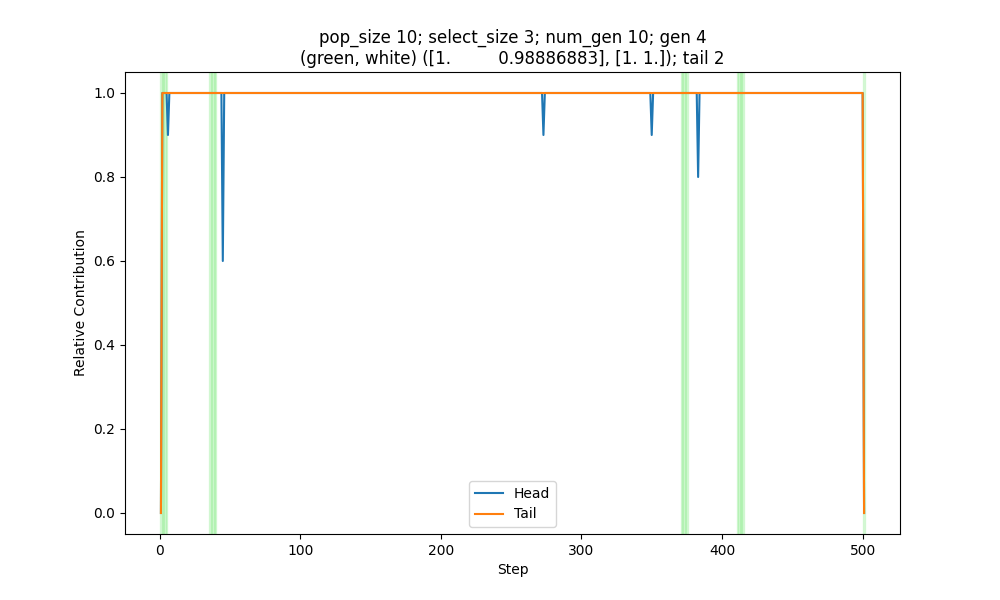 pop_size 10; select_size 3; num_gen 10; gen 4
(green, white) ([1.         0.98886883], [1. 1.]); tail 2
1.0
0.8
0.6
0.4
0.2
0.0
Relative Contribution
Head
Tail
0 100 200 300 400 500
Step